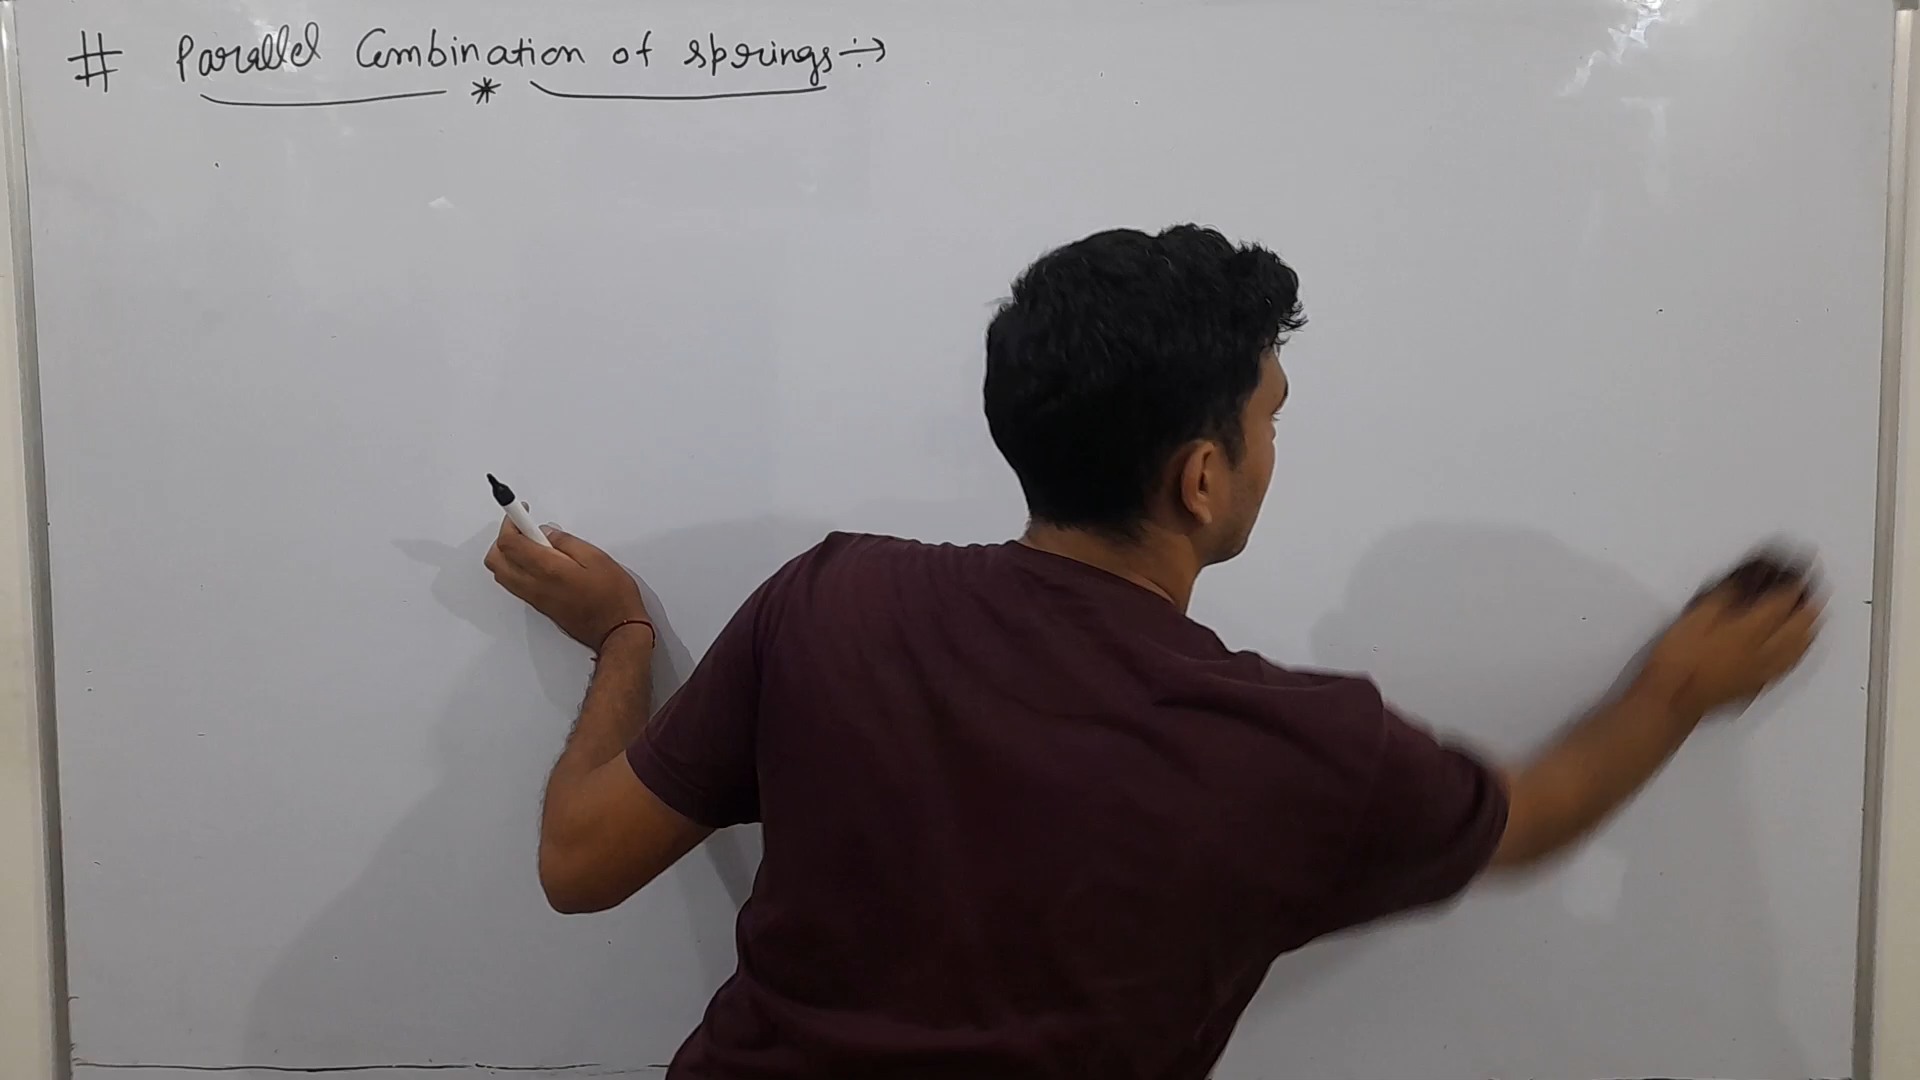 # Parallel Combination of springs ÷→
*